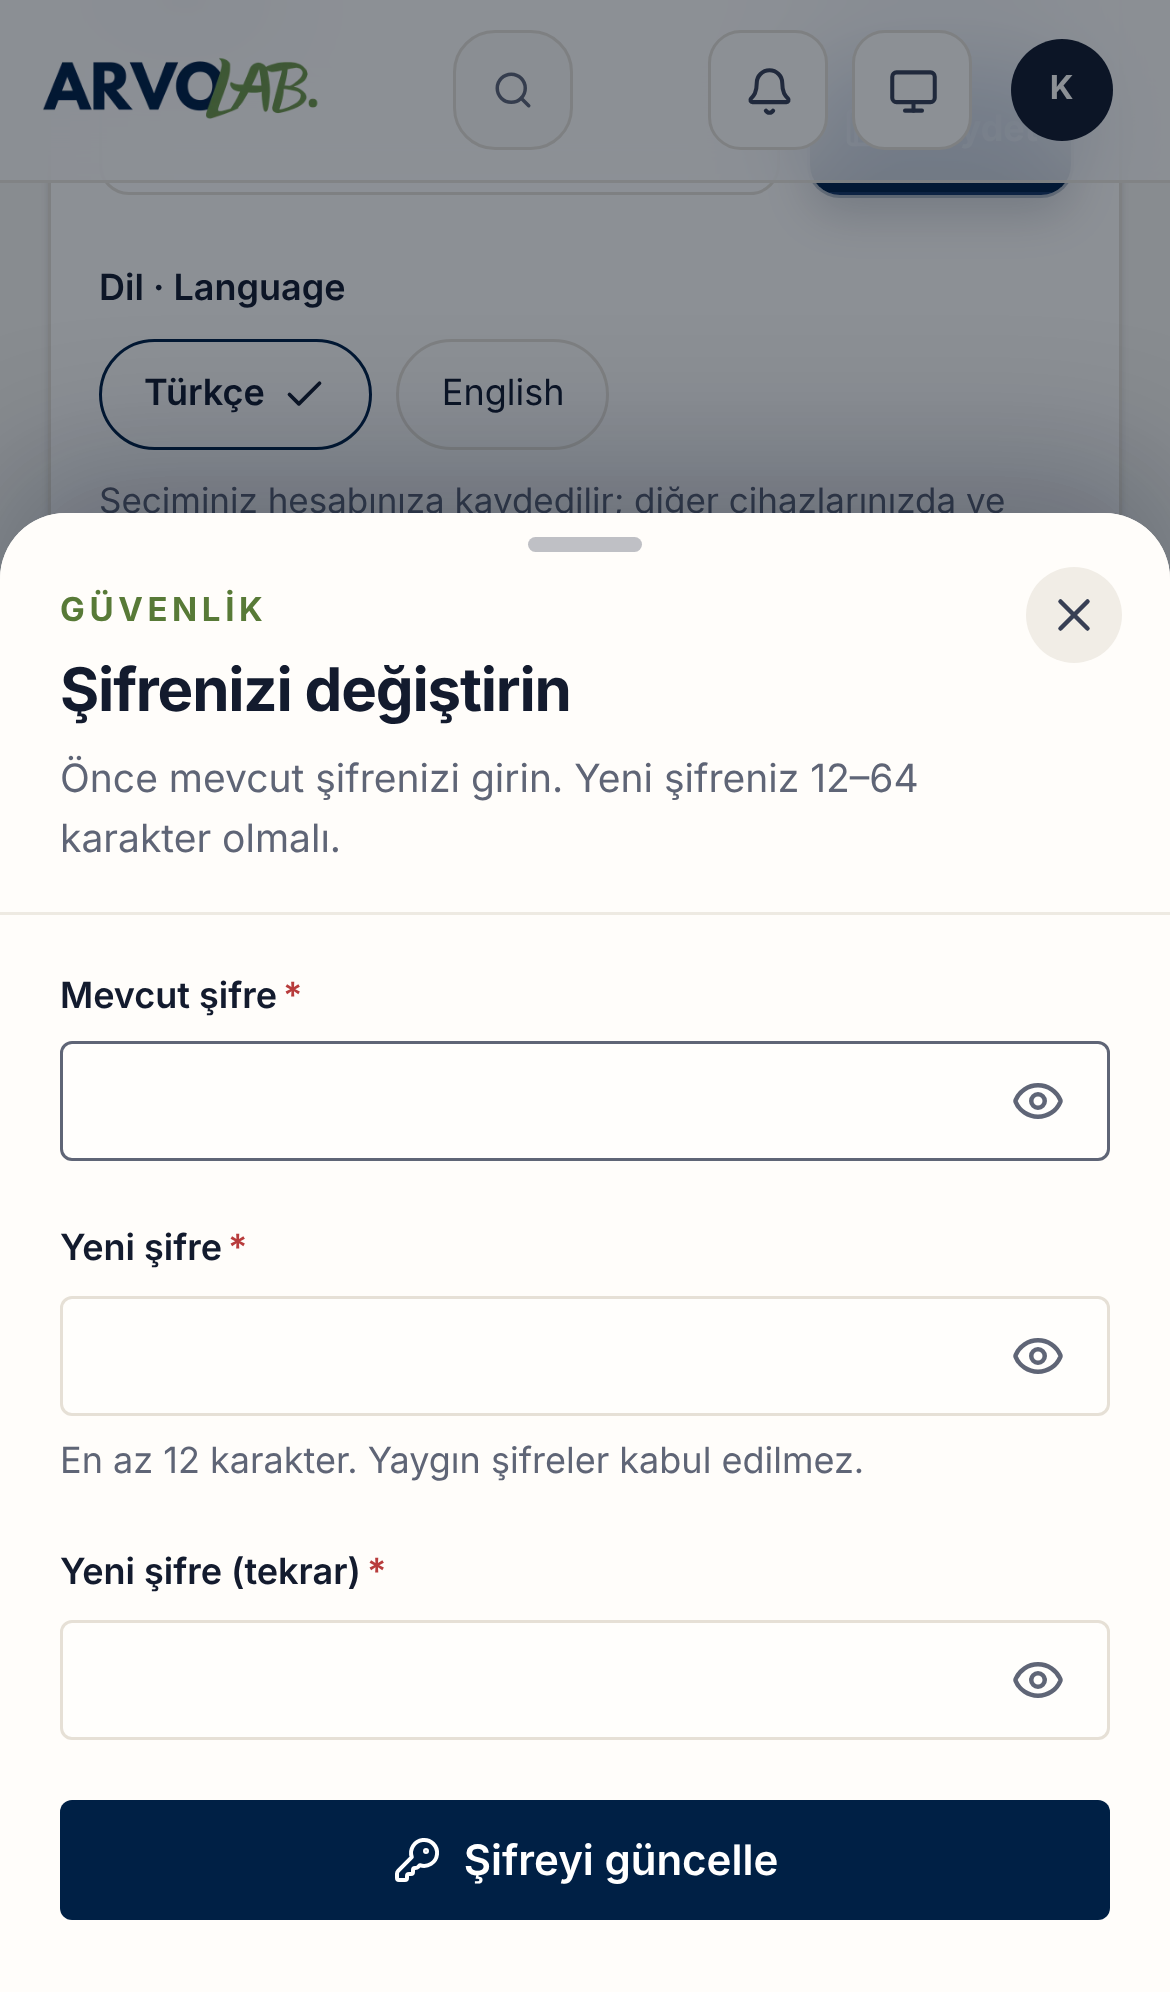 ARVOLAB.
K
Dil · Language
Türkçe
English
Seçiminiz hesabınıza kaydedilir; diğer cihazlarınızda ve
GÜVENLİK
Şifrenizi değiştirin
Önce mevcut şifrenizi girin. Yeni şifreniz 12–64
karakter olmalı.
Mevcut şifre *
Yeni şifre *
En az 12 karakter. Yaygın şifreler kabul edilmez.
Yeni şifre (tekrar) *
Şifreyi güncelle